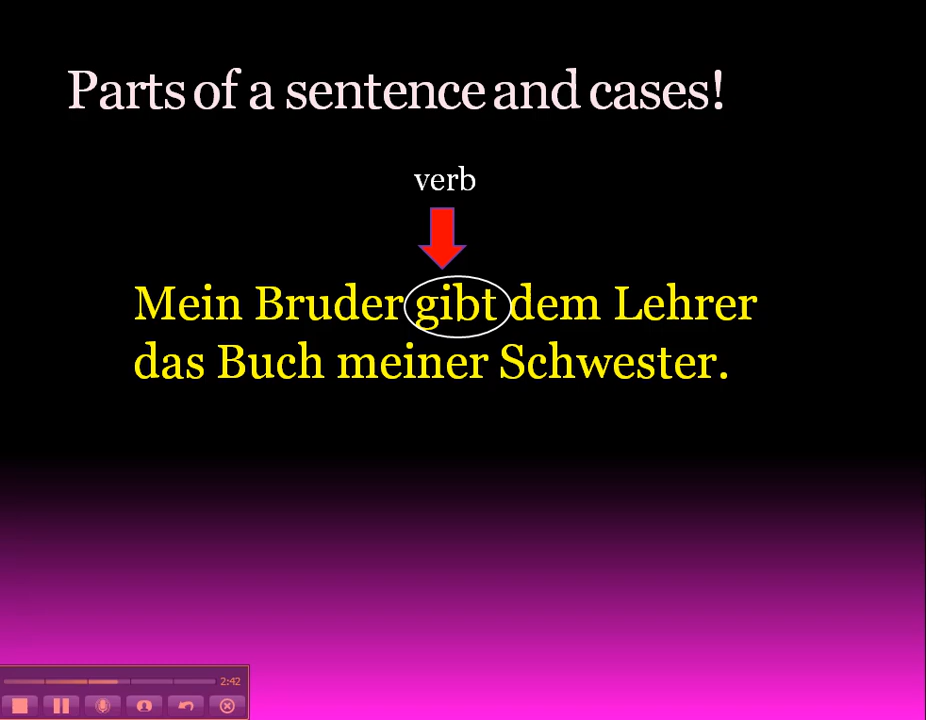 Parts of a sentence and cases!
verb
Mein Bruder gibt dem Lehrer
das Buch meiner Schwester.
2:42